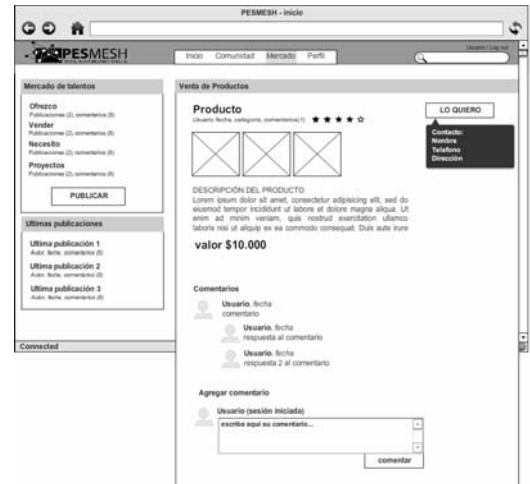 PESMESH - inicio
PESMESH
Inicio Comunidad Mercado Perfil
Usuario / Log out
Mercado de talentos
Ofrezco
Publicaciones (2), comentarios (8)
Vender
Publicaciones (2), comentarios (8)
Necesito
Publicaciones (2), comentarios (8)
Proyectos
Publicaciones (2), comentarios (8)
PUBLICAR
Ultimas publicaciones
Ultima publicación 1
Autor, fecha, comentarios (8)
Ultima publicación 2
Autor, fecha, comentarios (8)
Ultima publicación 3
Autor, fecha, comentarios (8)
Venta de Productos
Producto
Usuario fecha, categoria, comentarios(1)
LO QUIERO
Contacto:
Nombre
Telefono
Dirección
DESCRIPCIÓN DEL PRODUCTO
Lorem ipsum dolor sit amet, consectetur adipisicing elit, sed do
eiusmod tempor incididunt ut labore et dolore magna aliqua. Ut
enim ad minim veniam, quis nostrud exercitation ullamco
laboris nisi ut aliquip ex ea commodo consequat. Duis aute irure
valor $10.000
Comentarios
Usuario, fecha
comentario
Usuario, fecha
respuesta al comentario
Usuario, fecha
respuesta 2 al comentario
Agregar comentario
Usuario (sesión iniciada)
escriba aqui su comentario...
comentar
Connected